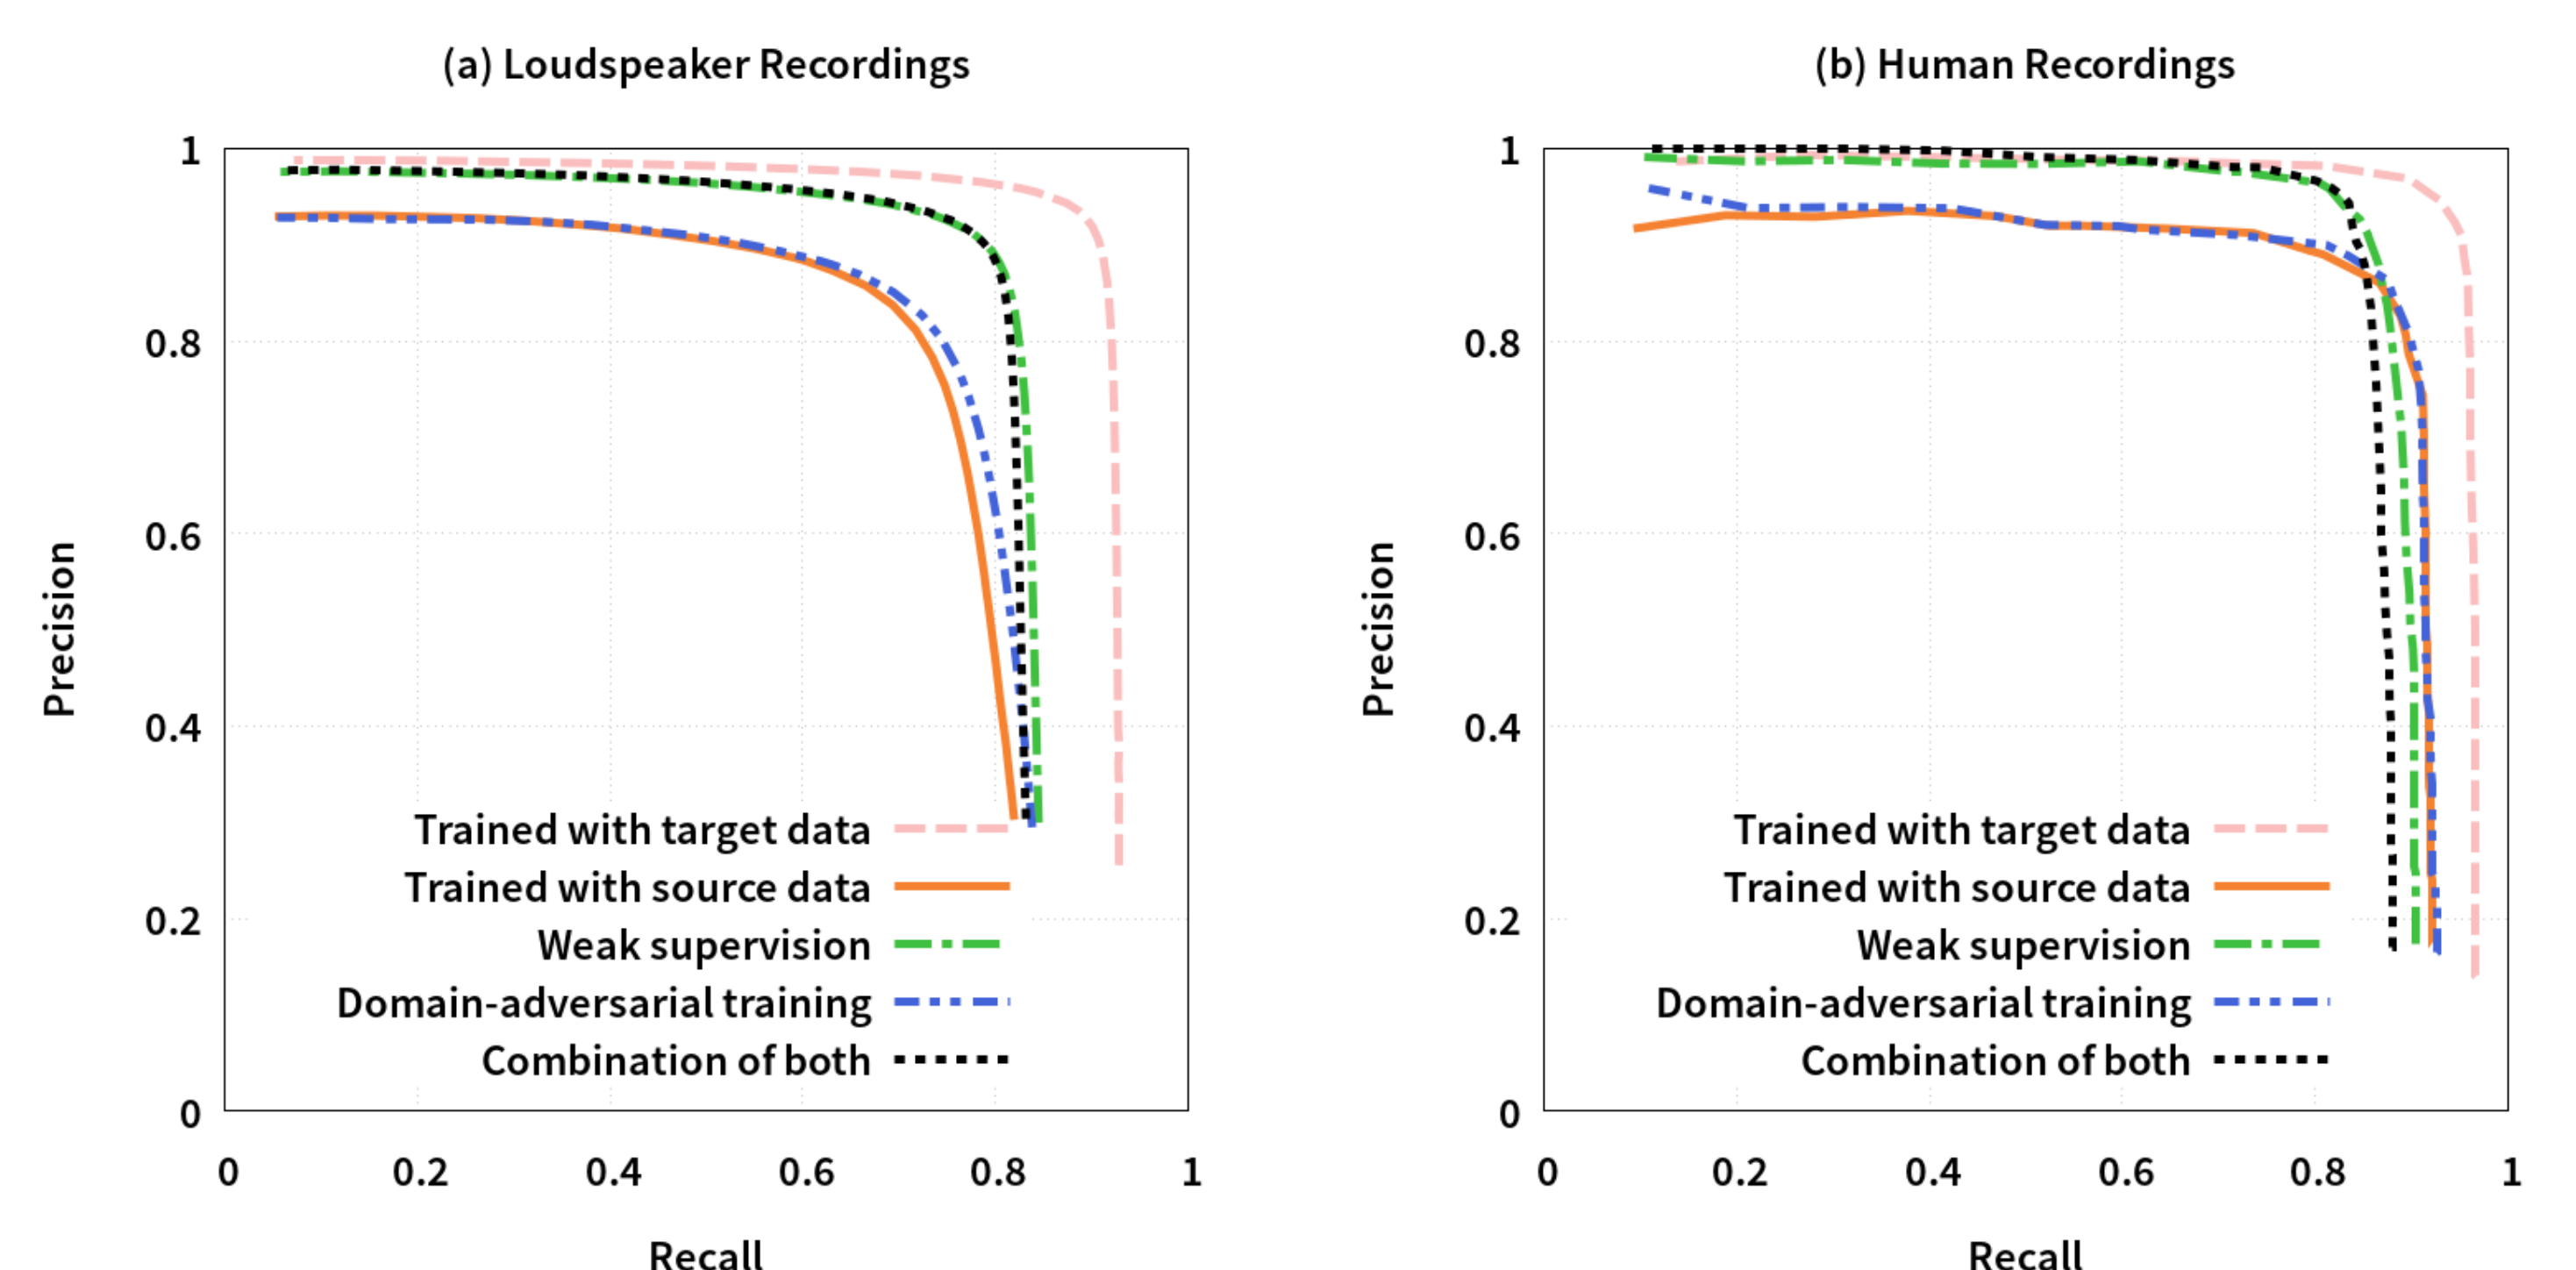 (a) Loudspeaker Recordings
1
0.8
0.6
0.4
0.2
0
Precision
Trained with target data
Trained with source data
Weak supervision
Domain-adversarial training
Combination of both
0 0.2 0.4 0.6 0.8 1
Recall
(b) Human Recordings
1
0.8
0.6
0.4
0.2
0
Precision
Trained with target data
Trained with source data
Weak supervision
Domain-adversarial training
Combination of both
0 0.2 0.4 0.6 0.8 1
Recall